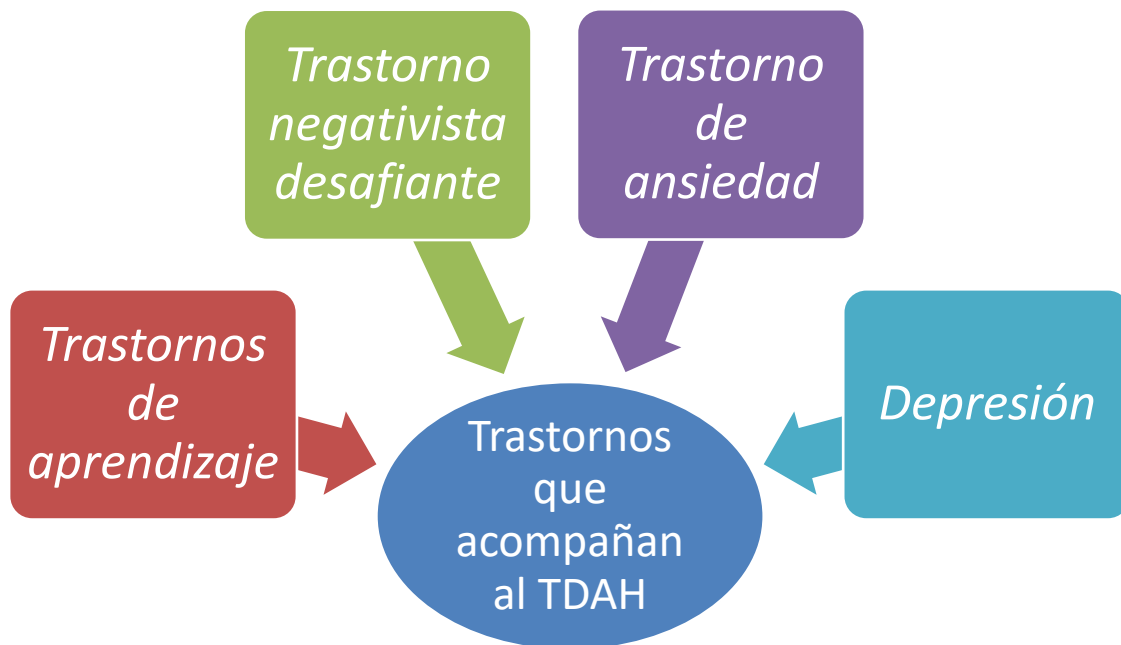 Trastorno
negativista
desafiante
Trastorno
de
ansiedad
Trastornos
de
aprendizaje
Depresión
Trastornos
que
acompañan
al TDAH